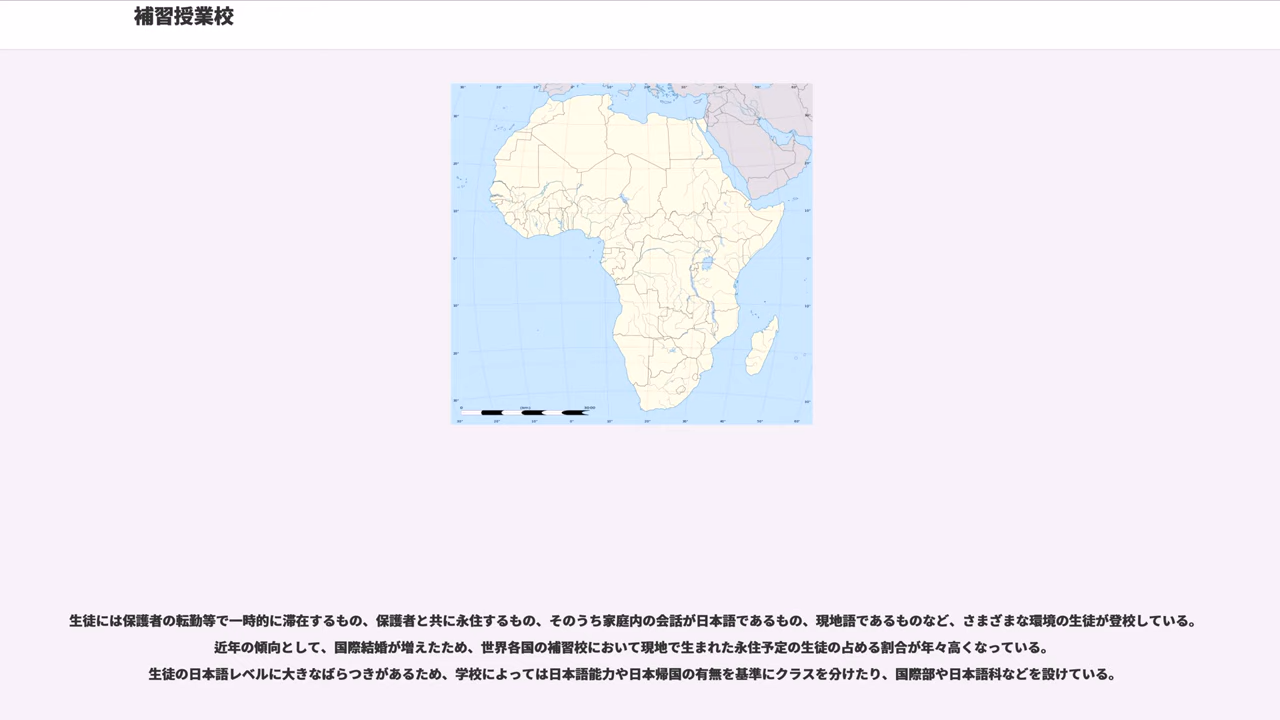 補習授業校
生徒には保護者の転勤等で一時的に滞在するもの、保護者と共に永住するもの、そのうち家庭内の会話が日本語であるもの、現地語であるものなど、さまざまな環境の生徒が登校している。
近年の傾向として、国際結婚が増えたため、世界各国の補習校において現地で生まれた永住予定の生徒の占める割合が年々高くなっている。
生徒の日本語レベルに大きなばらつきがあるため、学校によっては日本語能力や日本帰国の有無を基準にクラスを分けたり、国際部や日本語科などを設けている。